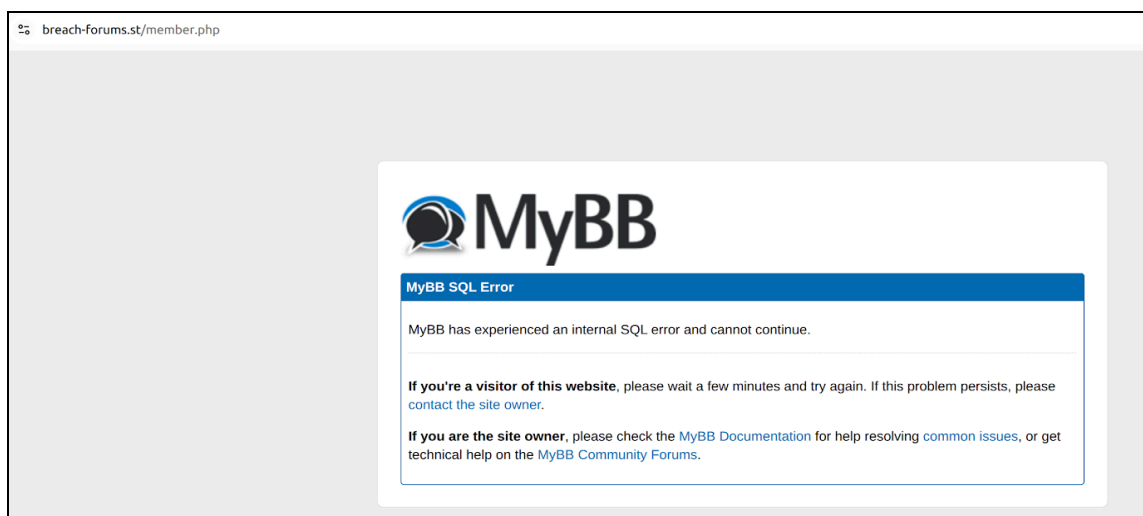 breach-forums.st/member.php
MyBB
MyBB SQL Error
MyBB has experienced an internal SQL error and cannot continue.
If you're a visitor of this website, please wait a few minutes and try again. If this problem persists, please
contact the site owner.
If you are the site owner, please check the MyBB Documentation for help resolving common issues, or get
technical help on the MyBB Community Forums.